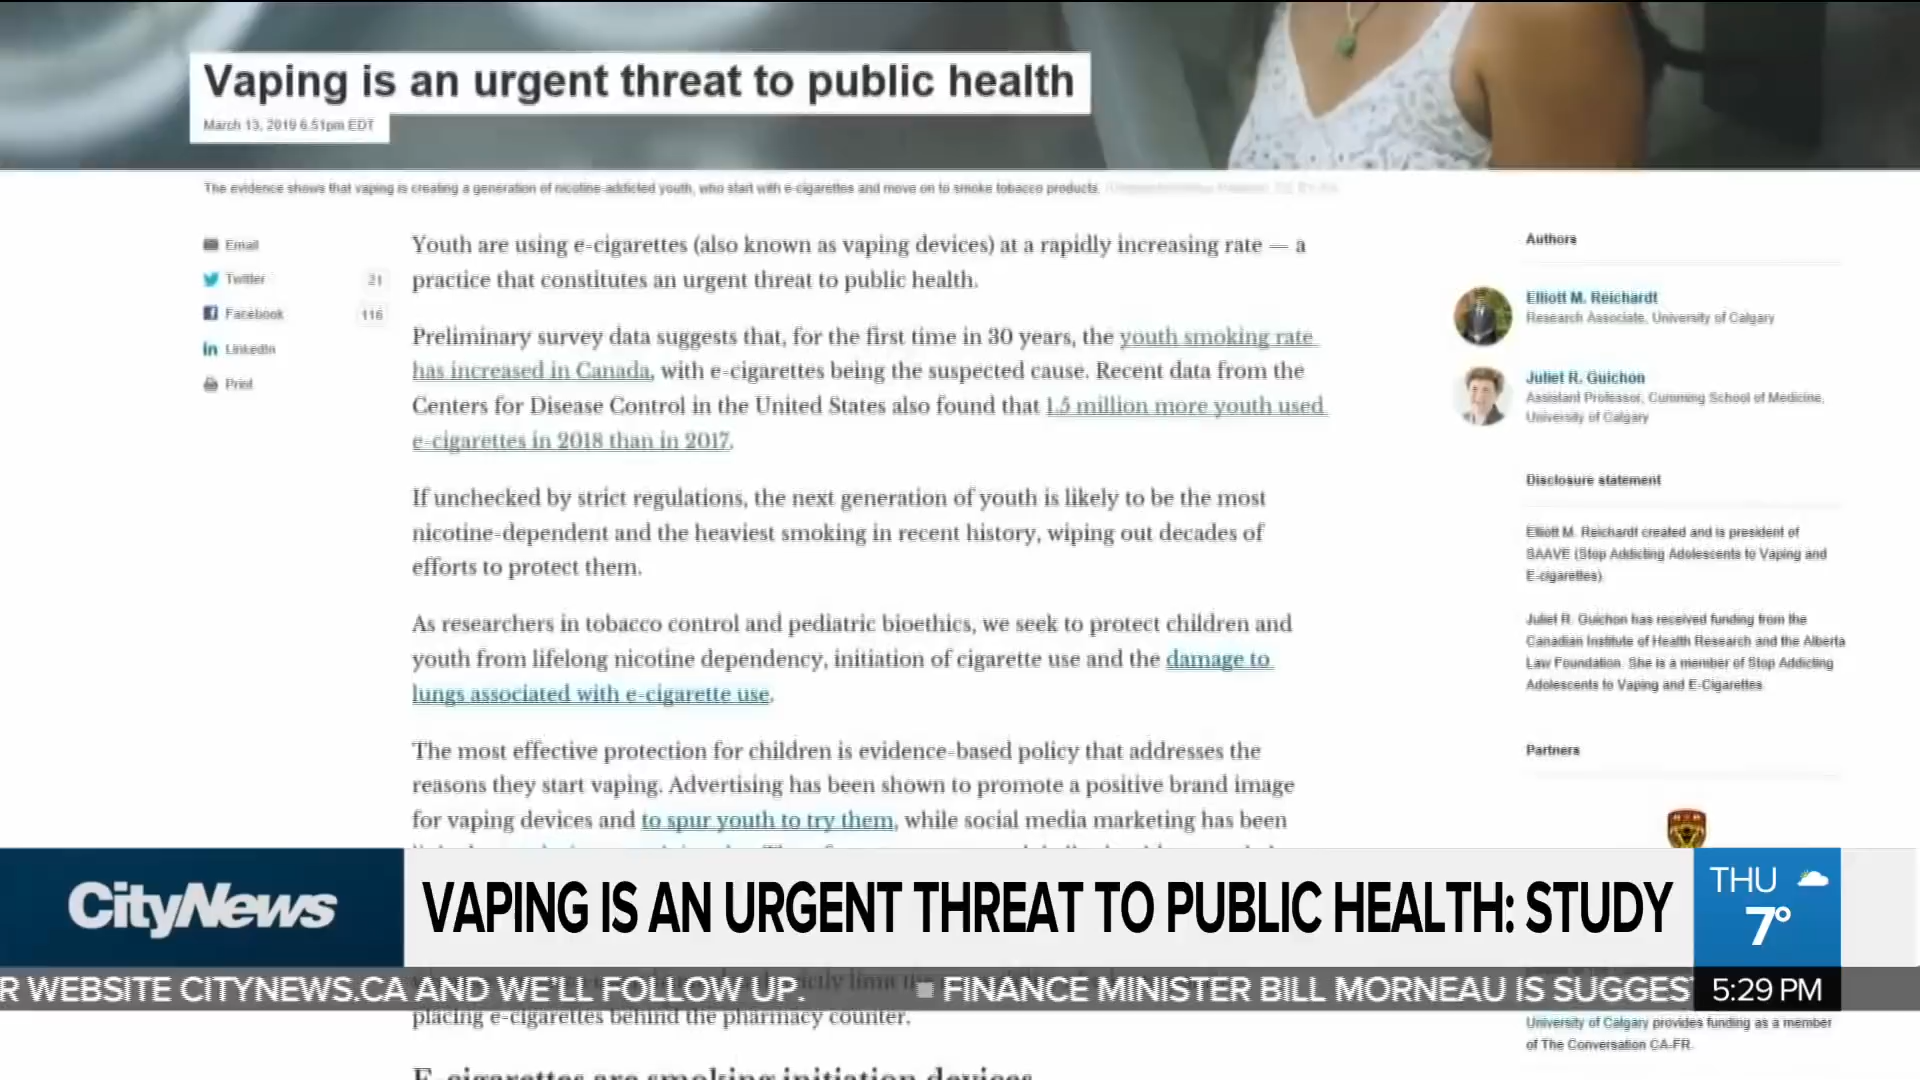 Vaping is an urgent threat to public health
March 13, 2019 6.51pm EDT
The evidence shows that vaping is creating a generation of nicotine-addicted youth, who start with e-cigarettes and move on to smoke tobacco products.
Email
Twitter 21
Facebook 116
LinkedIn
Print
Youth are using e-cigarettes (also known as vaping devices) at a rapidly increasing rate — a
practice that constitutes an urgent threat to public health.
Preliminary survey data suggests that, for the first time in 30 years, the youth smoking rate
has increased in Canada, with e-cigarettes being the suspected cause. Recent data from the
Centers for Disease Control in the United States also found that 1.5 million more youth used
e-cigarettes in 2018 than in 2017.
If unchecked by strict regulations, the next generation of youth is likely to be the most
nicotine-dependent and the heaviest smoking in recent history, wiping out decades of
efforts to protect them.
As researchers in tobacco control and pediatric bioethics, we seek to protect children and
youth from lifelong nicotine dependency, initiation of cigarette use and the damage to
lungs associated with e-cigarette use.
The most effective protection for children is evidence-based policy that addresses the
reasons they start vaping. Advertising has been shown to promote a positive brand image
for vaping devices and to spur youth to try them, while social media marketing has been
placing e-cigarettes behind the pharmacy counter.
E-cigarettes are smoking initiation devices
Authors
Elliott M. Reichardt
Research Associate, University of Calgary
Juliet R. Guichon
Assistant Professor, Cumming School of Medicine,
University of Calgary
Disclosure statement
Elliott M. Reichardt created and is president of
SAAVE (Stop Addicting Adolescents to Vaping and
E-cigarettes).
Juliet R. Guichon has received funding from the
Canadian Institute of Health Research and the Alberta
Law Foundation. She is a member of Stop Addicting
Adolescents to Vaping and E-Cigarettes
Partners
University of Calgary provides funding as a member
of The Conversation CA-FR.
CityNews
VAPING IS AN URGENT THREAT TO PUBLIC HEALTH: STUDY
THU
7°
R WEBSITE CITYNEWS.CA AND WE'LL FOLLOW UP. FINANCE MINISTER BILL MORNEAU IS SUGGES
5:29 PM